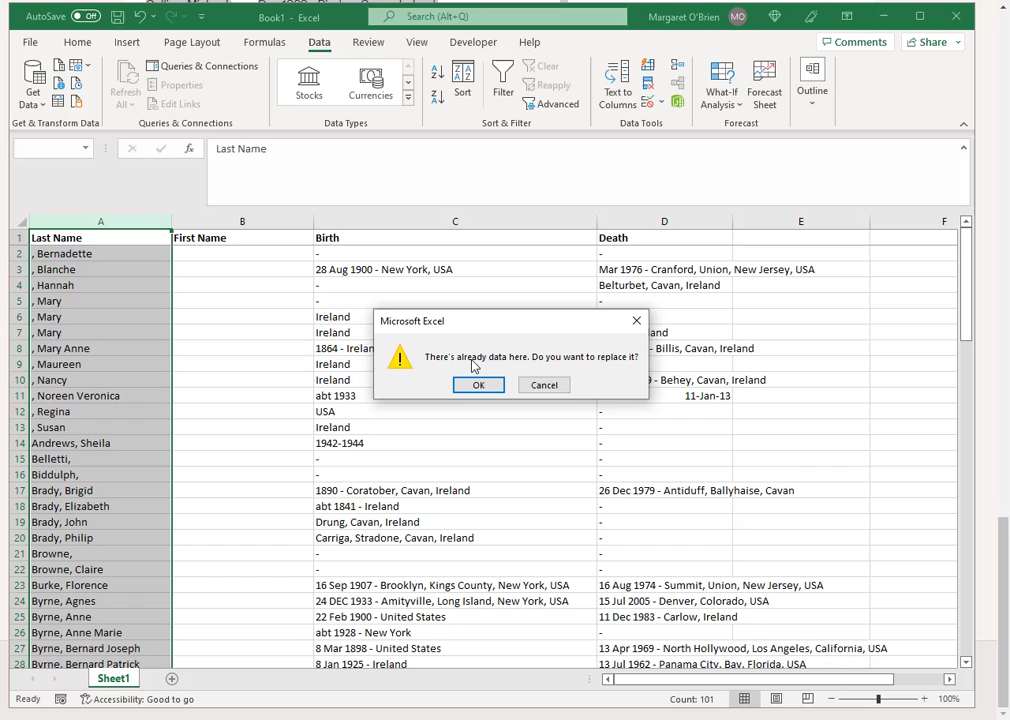 AutoSave Off Book1 - Excel Search (Alt+Q) Margaret O'Brien MO
File Home Insert Page Layout Formulas Data Review View Developer Help Comments Share
Get Data Refresh All Queries & Connections Properties Edit Links Stocks Currencies Sort Filter Clear Reapply Advanced Text to Columns What-If Analysis Forecast Sheet Outline
Get & Transform Data Queries & Connections Data Types Sort & Filter Data Tools Forecast
fx Last Name
A B C D E F
1 Last Name First Name Birth Death
2 , Bernadette - -
3 , Blanche 28 Aug 1900 - New York, USA Mar 1976 - Cranford, Union, New Jersey, USA
4 , Hannah - Belturbet, Cavan, Ireland
5 , Mary - -
6 , Mary Ireland
7 , Mary Ireland land
8 , Mary Anne 1864 - Irelan - Billis, Cavan, Ireland
9 , Maureen Ireland
10 , Nancy Ireland 9 - Behey, Cavan, Ireland
11 , Noreen Veronica abt 1933 11-Jan-13
12 , Regina USA -
13 , Susan Ireland -
14 Andrews, Sheila 1942-1944 -
15 Belletti, - -
16 Biddulph, - -
17 Brady, Brigid 1890 - Coratober, Cavan, Ireland 26 Dec 1979 - Antiduff, Ballyhaise, Cavan
18 Brady, Elizabeth abt 1841 - Ireland -
19 Brady, John Drung, Cavan, Ireland -
20 Brady, Philip Carriga, Stradone, Cavan, Ireland -
21 Browne, - -
22 Browne, Claire - -
23 Burke, Florence 16 Sep 1907 - Brooklyn, Kings County, New York, USA 16 Aug 1974 - Summit, Union, New Jersey, USA
24 Byrne, Agnes 24 DEC 1933 - Amityville, Long Island, New York, USA 15 Jul 2005 - Denver, Colorado, USA
25 Byrne, Anne 22 Feb 1900 - United States 11 Dec 1983 - Carlow, Ireland
26 Byrne, Anne Marie abt 1928 - New York -
27 Byrne, Bernard Joseph 8 Mar 1898 - United States 13 Apr 1969 - North Hollywood, Los Angeles, California, USA
28 Byrne, Bernard Patrick 8 Jan 1925 - Ireland 13 Jul 1962 - Panama City, Bay, Florida, USA
Microsoft Excel
There's already data here. Do you want to replace it?
OK Cancel
Sheet1
Ready Accessibility: Good to go Count: 101 100%